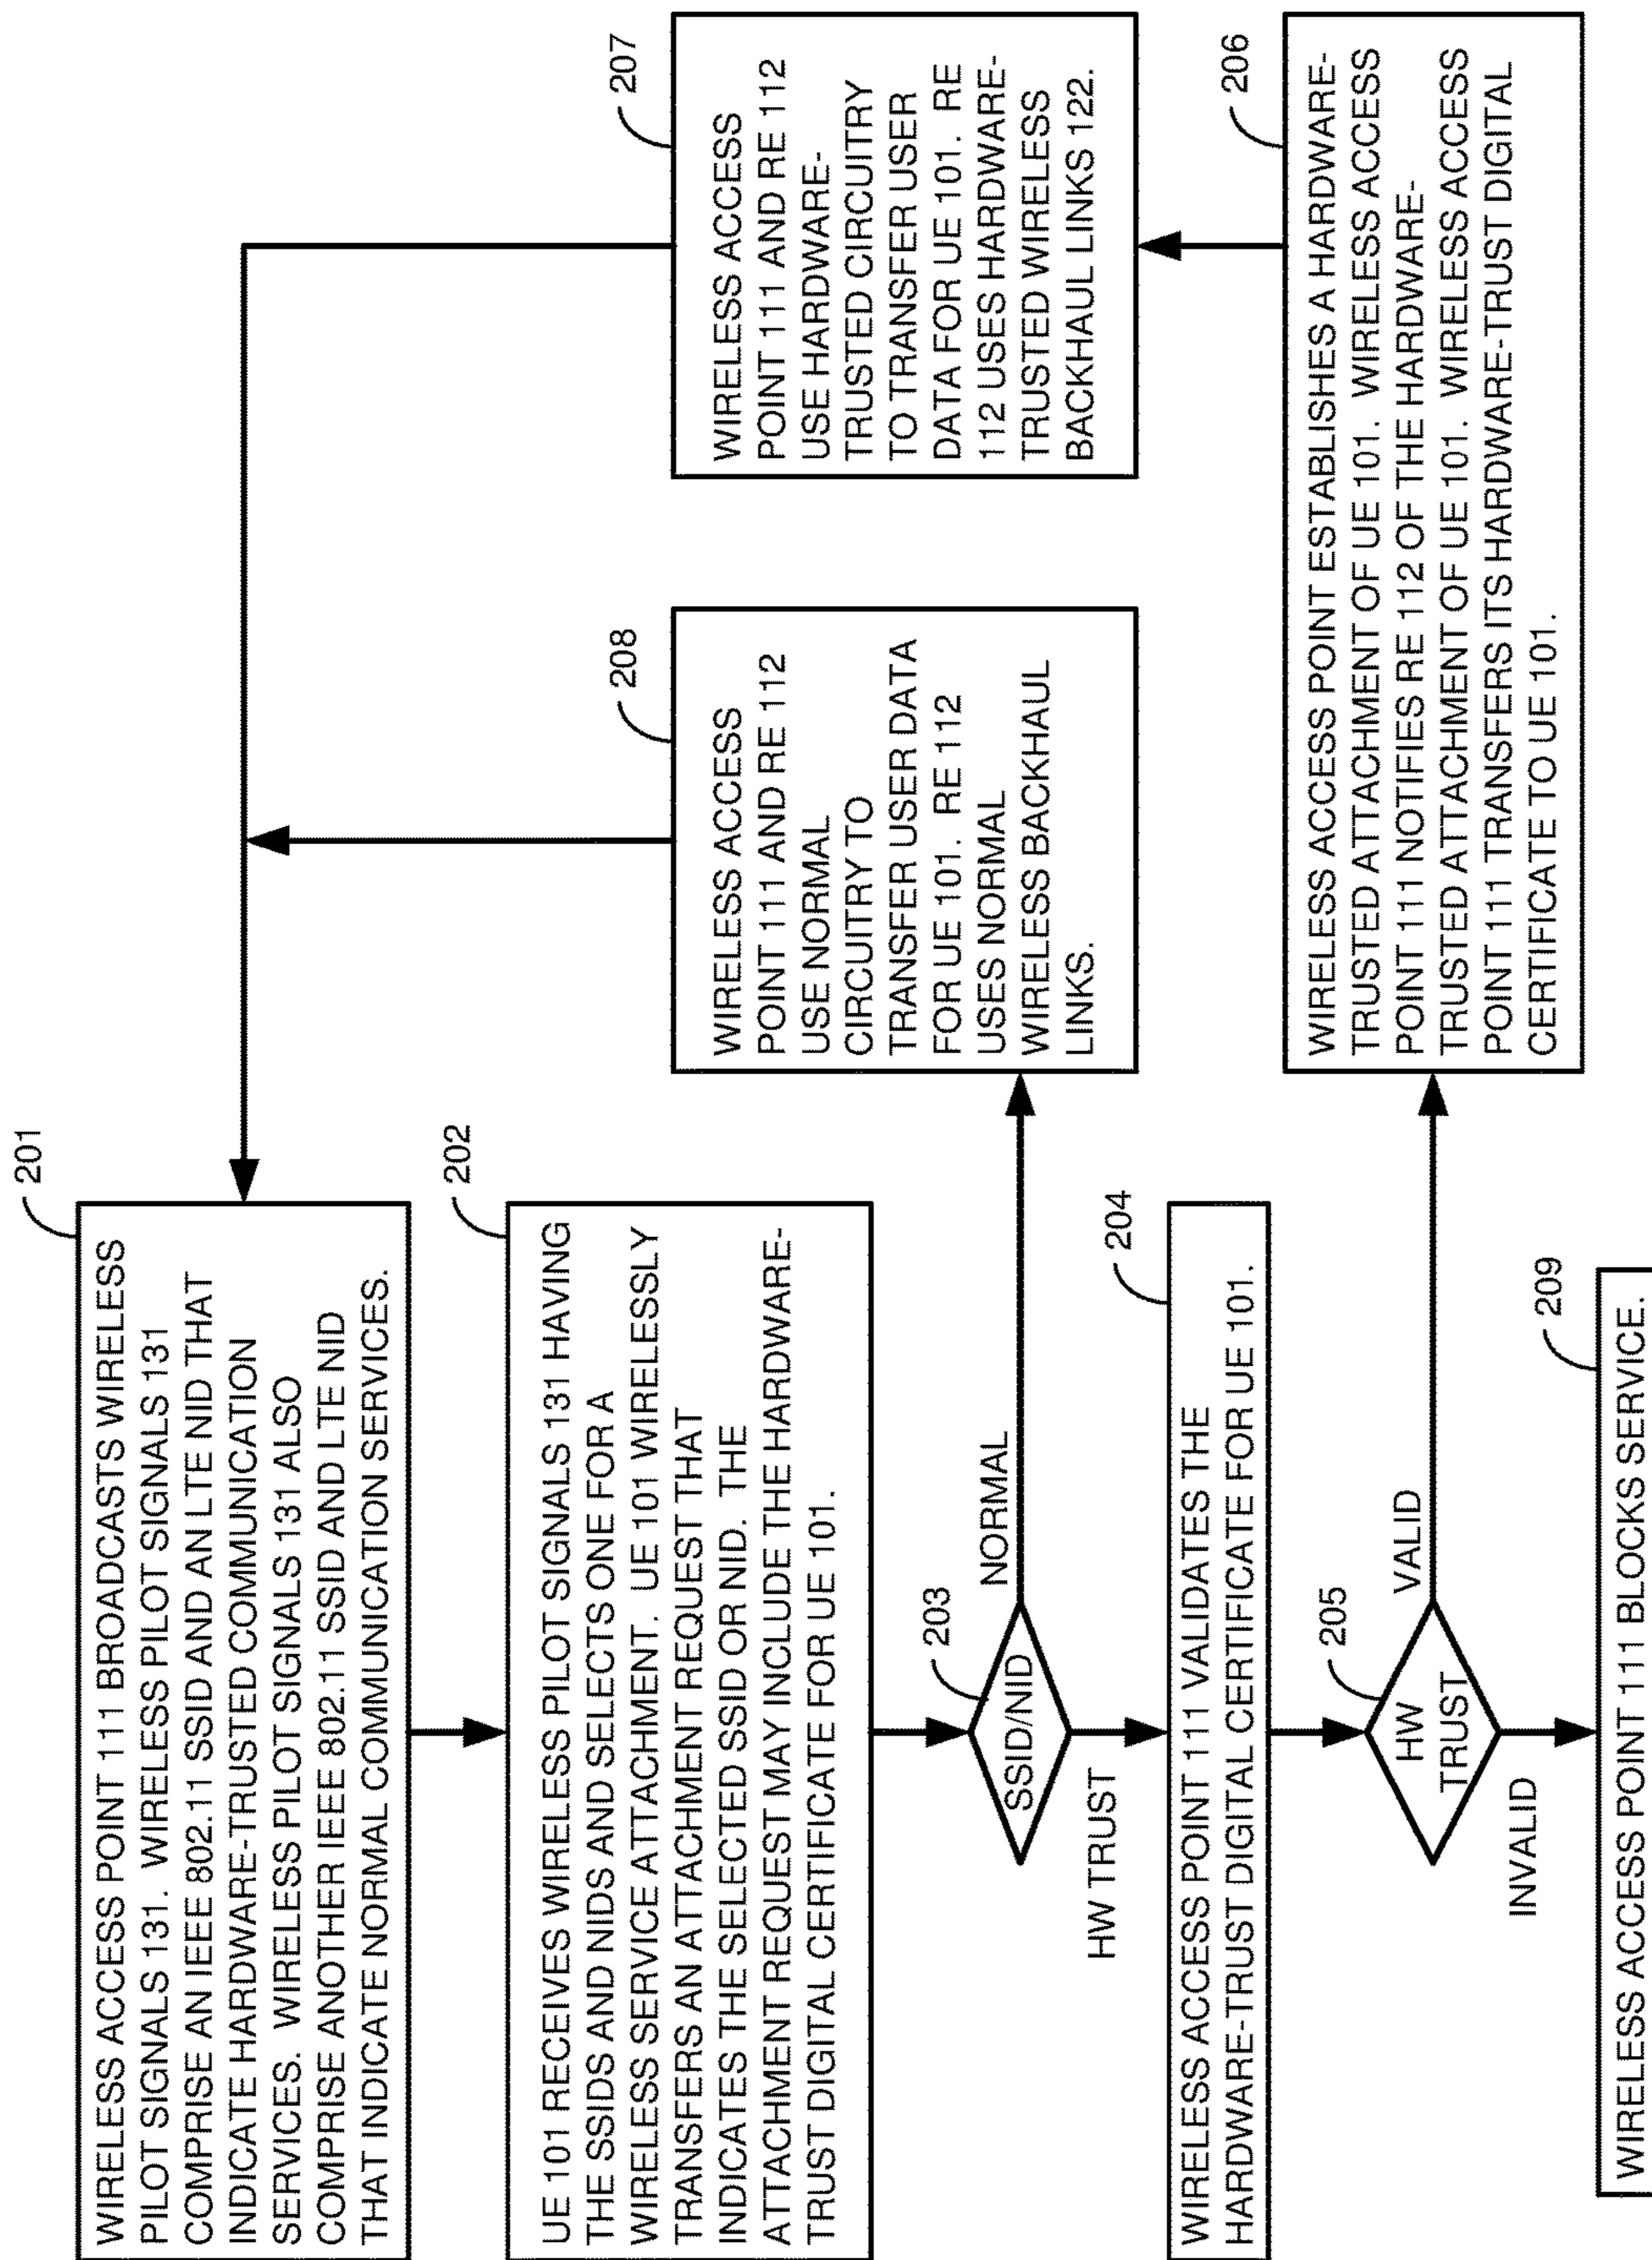 201
WIRELESS ACCESS POINT 111 BROADCASTS WIRELESS
PILOT SIGNALS 131. WIRELESS PILOT SIGNALS 131
COMPRISE AN IEEE 802.11 SSID AND AN LTE NID THAT
INDICATE HARDWARE-TRUSTED COMMUNICATION
SERVICES. WIRELESS PILOT SIGNALS 131 ALSO
COMPRISE ANOTHER IEEE 802.11 SSID AND LTE NID
THAT INDICATE NORMAL COMMUNICATION SERVICES.
202
UE 101 RECEIVES WIRELESS PILOT SIGNALS 131 HAVING
THE SSIDS AND NIDS AND SELECTS ONE FOR A
WIRELESS SERVICE ATTACHMENT. UE 101 WIRELESSLY
TRANSFERS AN ATTACHMENT REQUEST THAT
INDICATES THE SELECTED SSID OR NID. THE
ATTACHMENT REQUEST MAY INCLUDE THE HARDWARE-
TRUST DIGITAL CERTIFICATE FOR UE 101.
203
SSID/NID
NORMAL
HW TRUST
204
WIRELESS ACCESS POINT 111 VALIDATES THE
HARDWARE-TRUST DIGITAL CERTIFICATE FOR UE 101.
205
HW
TRUST
VALID
INVALID
209
WIRELESS ACCESS POINT 111 BLOCKS SERVICE.
208
WIRELESS ACCESS
POINT 111 AND RE 112
USE NORMAL
CIRCUITRY TO
TRANSFER USER DATA
FOR UE 101. RE 112
USES NORMAL
WIRELESS BACKHAUL
LINKS.
207
WIRELESS ACCESS
POINT 111 AND RE 112
USE HARDWARE-
TRUSTED CIRCUITRY
TO TRANSFER USER
DATA FOR UE 101. RE
112 USES HARDWARE-
TRUSTED WIRELESS
BACKHAUL LINKS 122.
206
WIRELESS ACCESS POINT ESTABLISHES A HARDWARE-
TRUSTED ATTACHMENT OF UE 101. WIRELESS ACCESS
POINT 111 NOTIFIES RE 112 OF THE HARDWARE-
TRUSTED ATTACHMENT OF UE 101. WIRELESS ACCESS
POINT 111 TRANSFERS ITS HARDWARE-TRUST DIGITAL
CERTIFICATE TO UE 101.